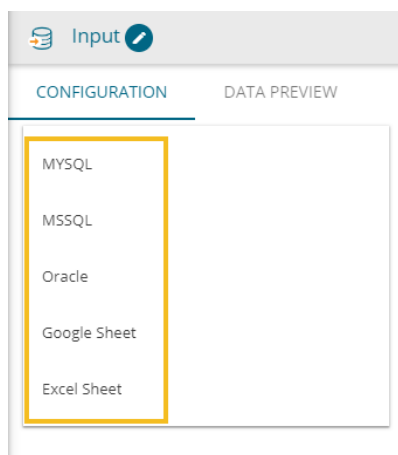 Input
CONFIGURATION DATA PREVIEW
MYSQL
MSSQL
Oracle
Google Sheet
Excel Sheet